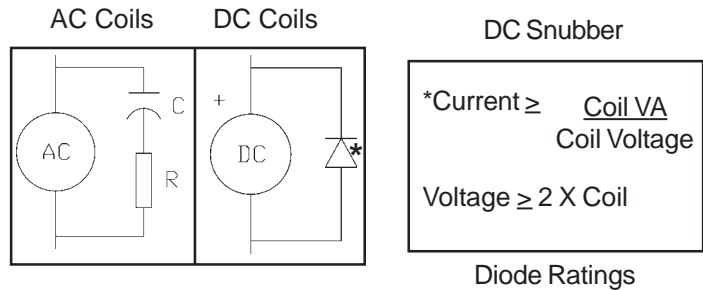 AC Coils
DC Coils
DC Snubber
C
AC
R
+
DC
*
*Current ≥ Coil VA
Coil Voltage
Voltage ≥ 2 X Coil
Diode Ratings